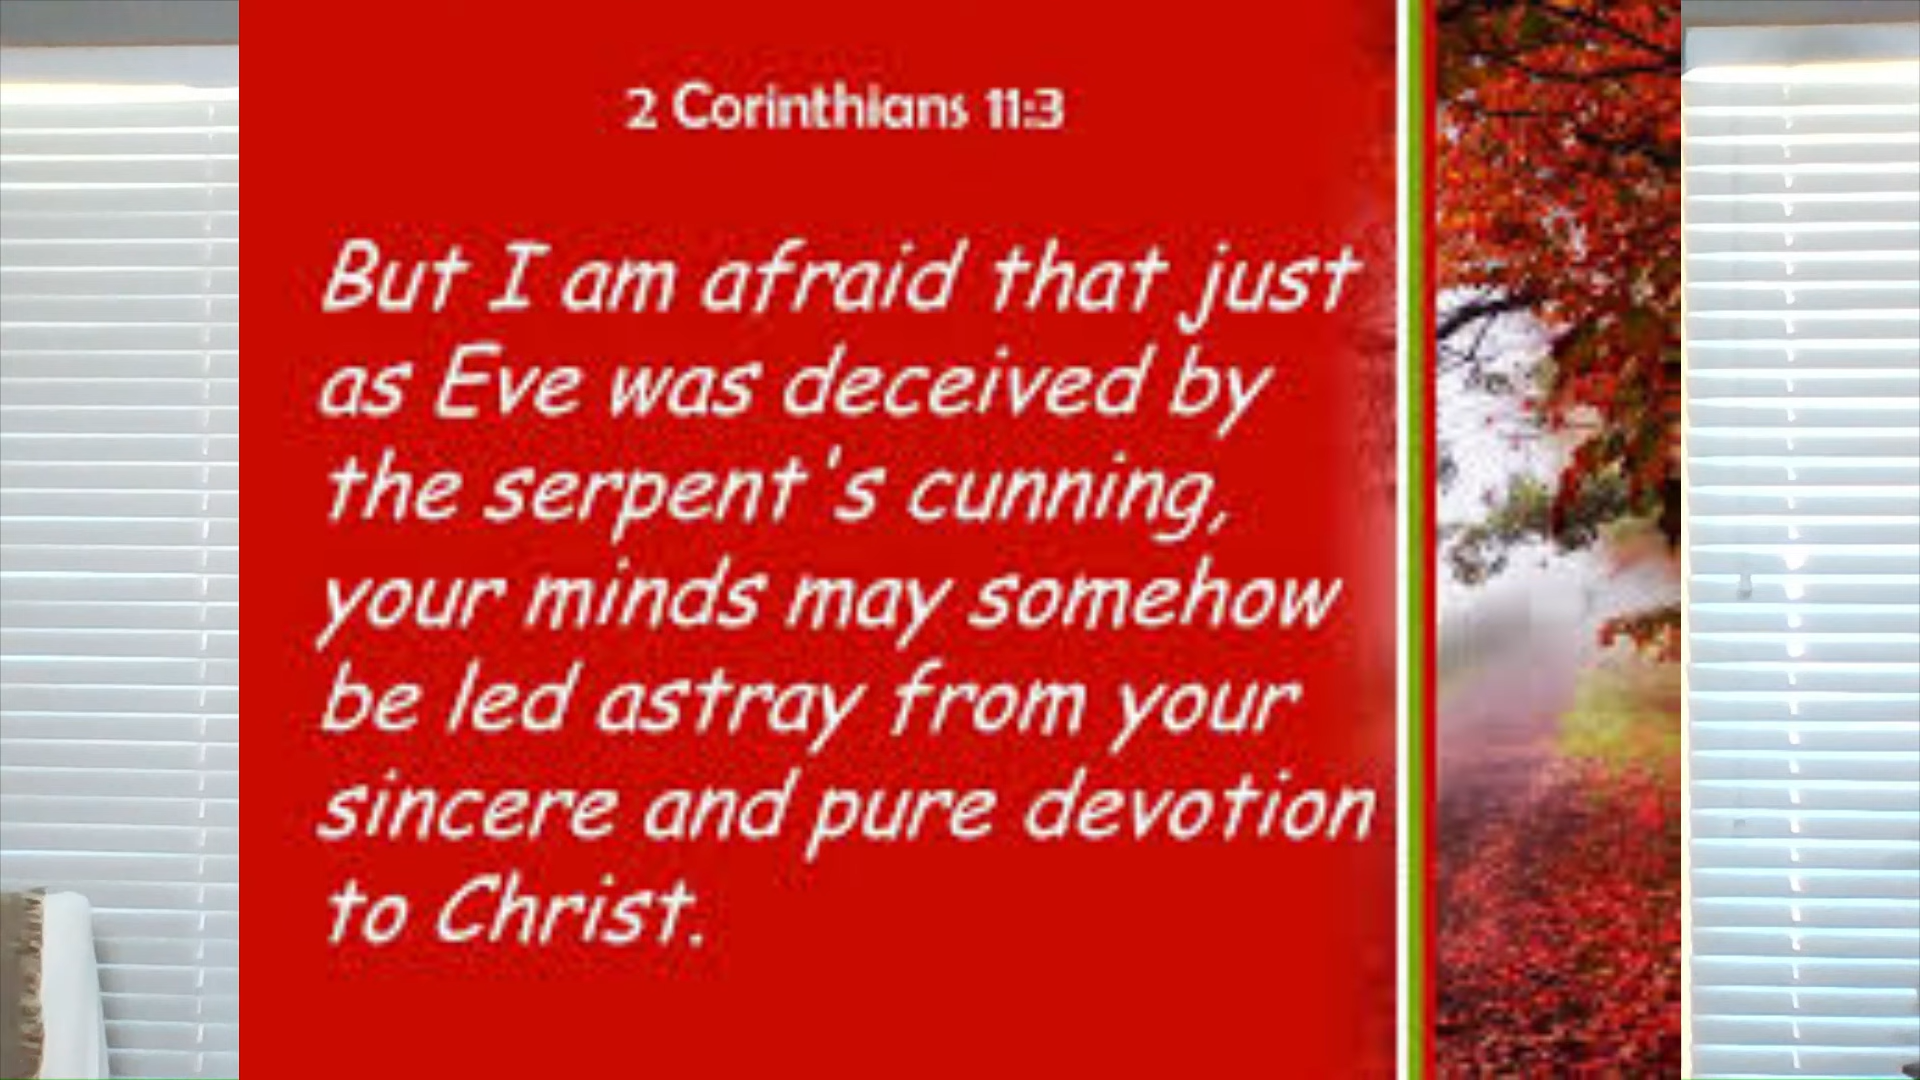 2 Corinthians 11:3
But I am afraid that just
as Eve was deceived by
the serpent's cunning,
your minds may somehow
be led astray from your
sincere and pure devotion
to Christ.